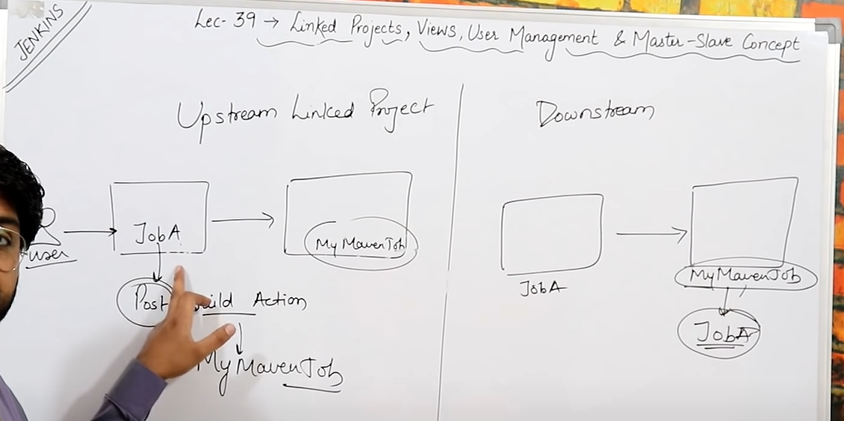 JENKINS
Lec- 39 → Linked Projects, Views, User Management & Master-Slave Concept
Upstream Linked Project
Downstream
user
JobA
MyMavenJob
Post Build Action
MyMavenJob
JobA
MyMavenJob
JobA